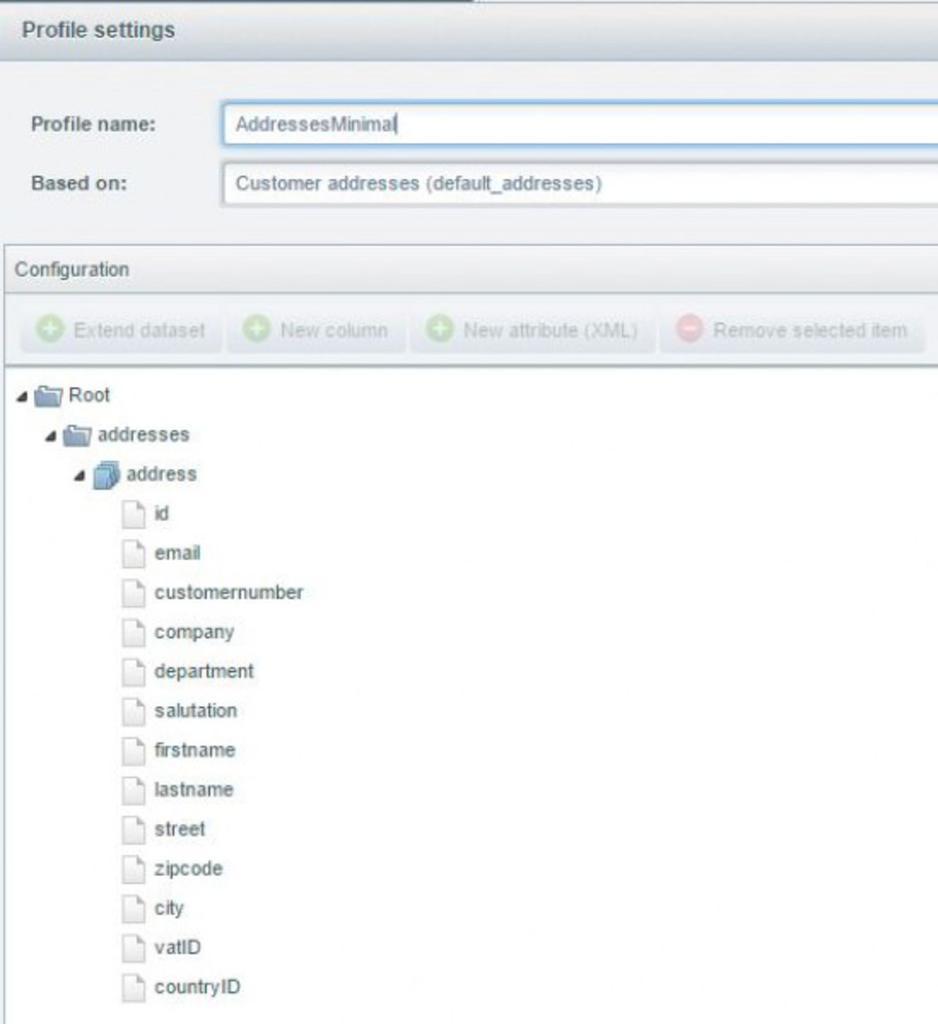 Profile settings
Profile name: AddressesMinimal
Based on: Customer addresses (default_addresses)
Configuration
Extend dataset New column New attribute (XML) Remove selected item
Root
addresses
address
id
email
customernumber
company
department
salutation
firstname
lastname
street
zipcode
city
vatID
countryID